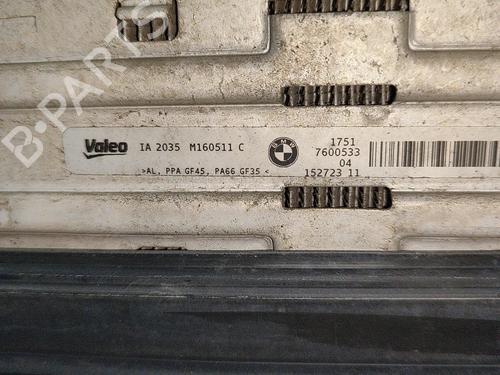 B-PARTS
Valeo IA 2035 M160511 C
>AL, PPA GF45, PA66 GF35<
1751
7600533
04
152723 11